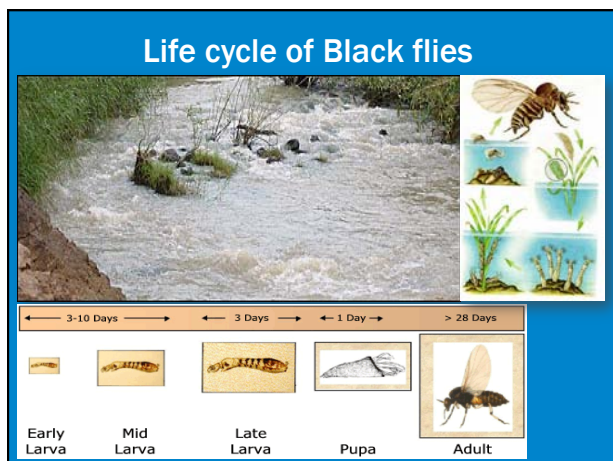 Life cycle of Black flies
3-10 Days
3 Days
1 Day
> 28 Days
Early
Larva
Mid
Larva
Late
Larva
Pupa
Adult